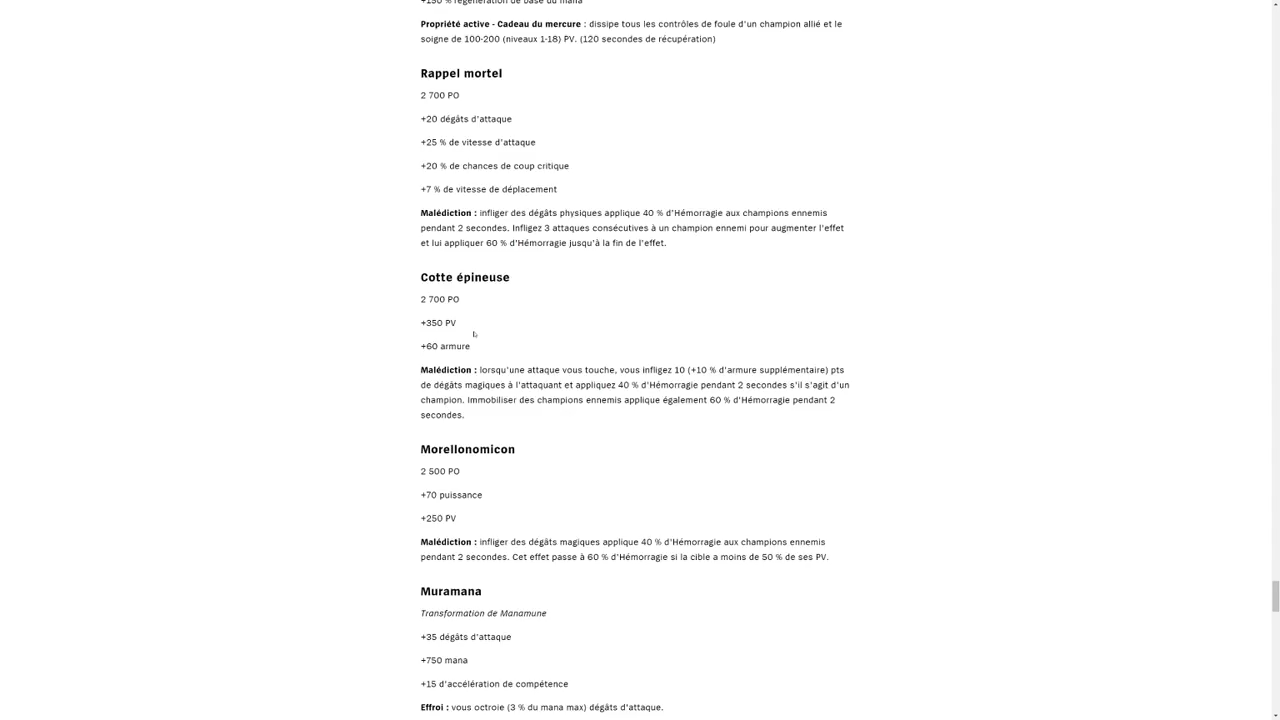 +150 % régénération de base du mana
Propriété active - Cadeau du mercure : dissipe tous les contrôles de foule d'un champion allié et le
soigne de 100-200 (niveaux 1-18) PV. (120 secondes de récupération)
Rappel mortel
2 700 PO
+20 dégâts d'attaque
+25 % de vitesse d'attaque
+20 % de chances de coup critique
+7 % de vitesse de déplacement
Malédiction : infliger des dégâts physiques applique 40 % d'Hémorragie aux champions ennemis
pendant 2 secondes. Infligez 3 attaques consécutives à un champion ennemi pour augmenter l'effet
et lui appliquer 60 % d'Hémorragie jusqu'à la fin de l'effet.
Cotte épineuse
2 700 PO
+350 PV
+60 armure
Malédiction : lorsqu'une attaque vous touche, vous infligez 10 (+10 % d'armure supplémentaire) pts
de dégâts magiques à l'attaquant et appliquez 40 % d'Hémorragie pendant 2 secondes s'il s'agit d'un
champion. Immobiliser des champions ennemis applique également 60 % d'Hémorragie pendant 2
secondes.
Morellonomicon
2 500 PO
+70 puissance
+250 PV
Malédiction : infliger des dégâts magiques applique 40 % d'Hémorragie aux champions ennemis
pendant 2 secondes. Cet effet passe à 60 % d'Hémorragie si la cible a moins de 50 % de ses PV.
Muramana
Transformation de Manamune
+35 dégâts d'attaque
+750 mana
+15 d'accélération de compétence
Effroi : vous octroie (3 % du mana max) dégâts d'attaque.